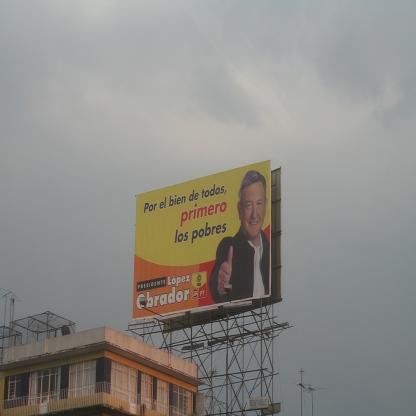 Por el bien de todos,
primero
los pobres
PRESIDENTE López
Obrador